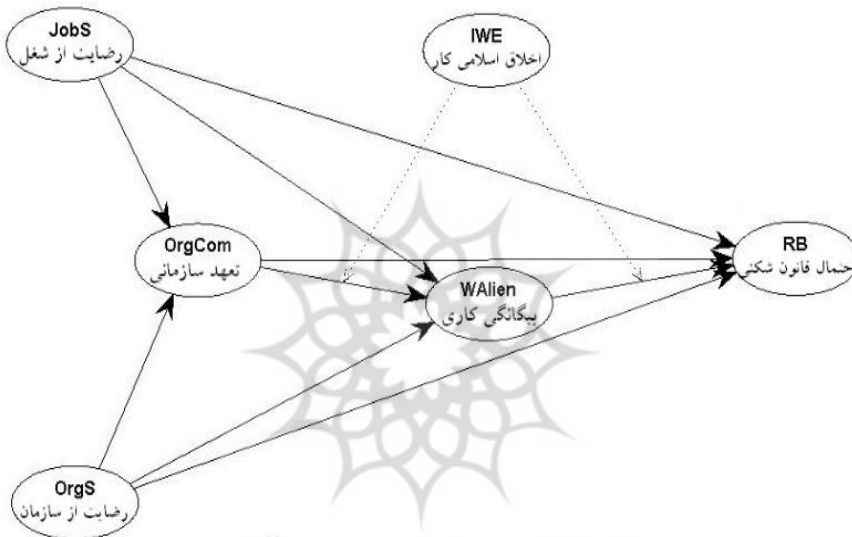 JobS
رضایت از شغل
IWE
اخلاق اسلامی کار
OrgCom
تعهد سازمانی
WAlien
بیگانگی کاری
RB
حتمال قانون شکنی
OrgS
رضایت از سازمان